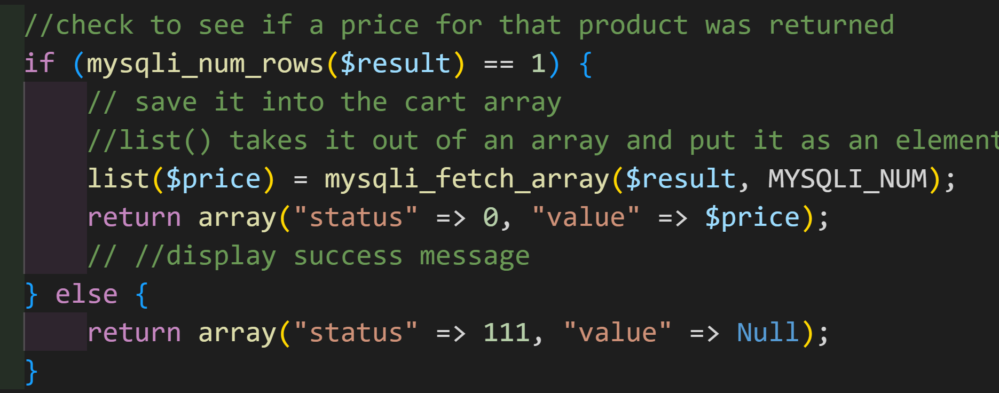 //check to see if a price for that product was returned
if (mysqli_num_rows($result) == 1) {
    // save it into the cart array
    //list() takes it out of an array and put it as an element
    list($price) = mysqli_fetch_array($result, MYSQLI_NUM);
    return array("status" => 0, "value" => $price);
    // //display success message
} else {
    return array("status" => 111, "value" => Null);
}